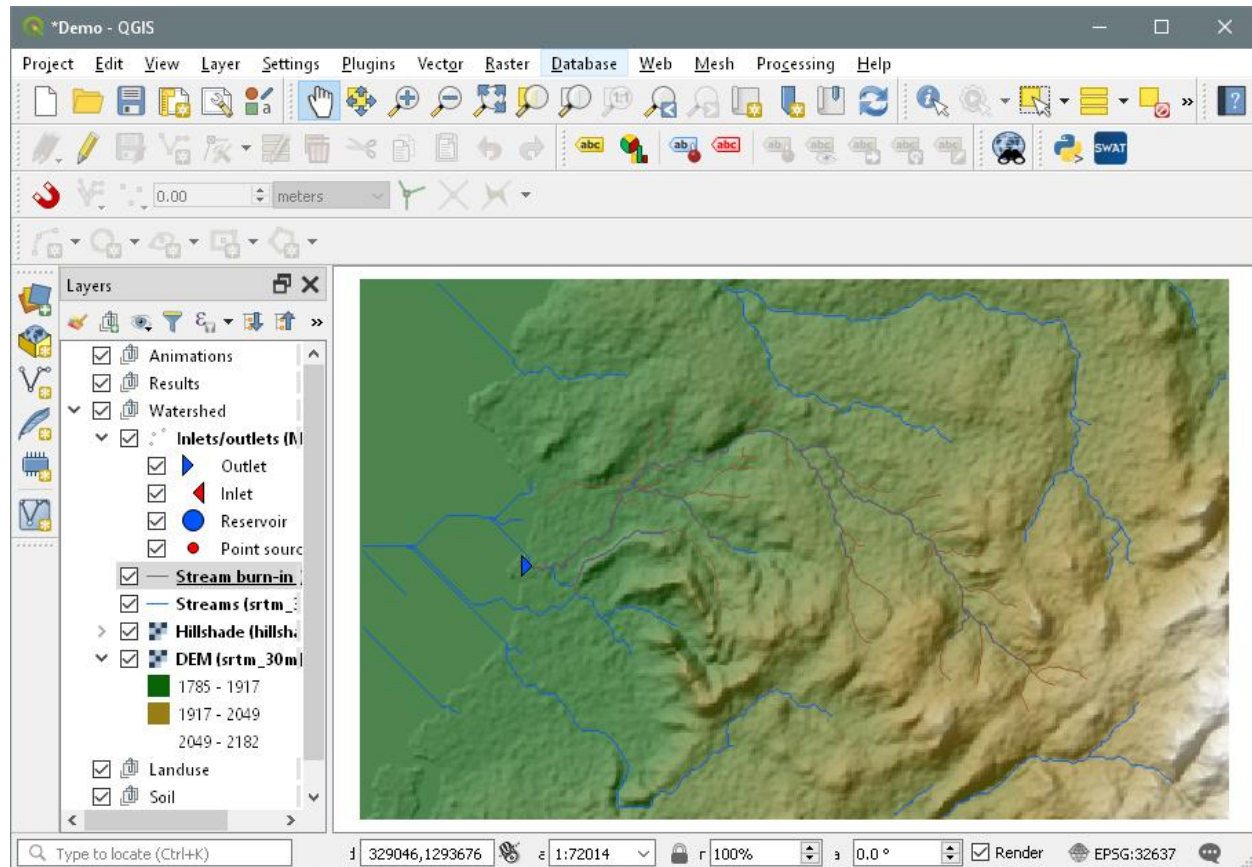 *Demo - QGIS
Project Edit View Layer Settings Plugins Vector Raster Database Web Mesh Processing Help
abc ab abc SWAT
0.00 meters
Layers
Animations
Results
Watershed
Inlets/outlets (M
Outlet
Inlet
Reservoir
Point sourc
Stream burn-in
Streams (srtm_3
Hillshade (hillsha
DEM (srtm_30m
1785 - 1917
1917 - 2049
2049 - 2182
Landuse
Soil
Type to locate (Ctrl+K) 329046,1293676 1:72014 r 100% 0.0 ° Render EPSG:32637